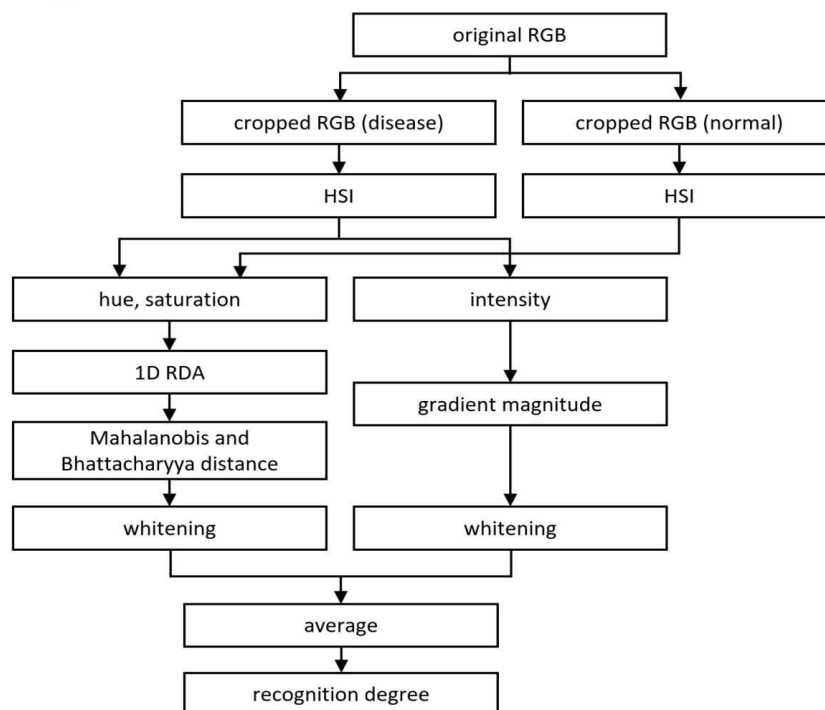 original RGB
cropped RGB (disease)
cropped RGB (normal)
HSI
HSI
hue, saturation
intensity
1D RDA
gradient magnitude
Mahalanobis and
Bhattacharyya distance
whitening
whitening
average
recognition degree